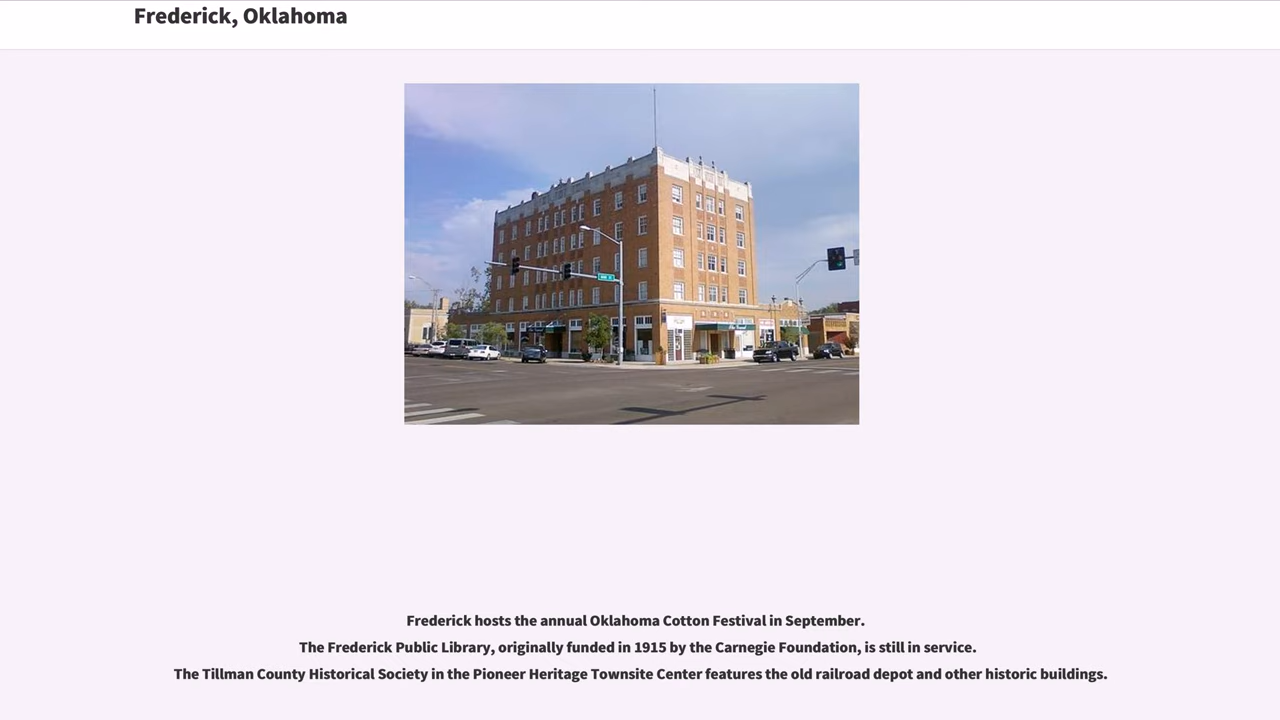 Frederick, Oklahoma
Frederick hosts the annual Oklahoma Cotton Festival in September.
The Frederick Public Library, originally funded in 1915 by the Carnegie Foundation, is still in service.
The Tillman County Historical Society in the Pioneer Heritage Townsite Center features the old railroad depot and other historic buildings.